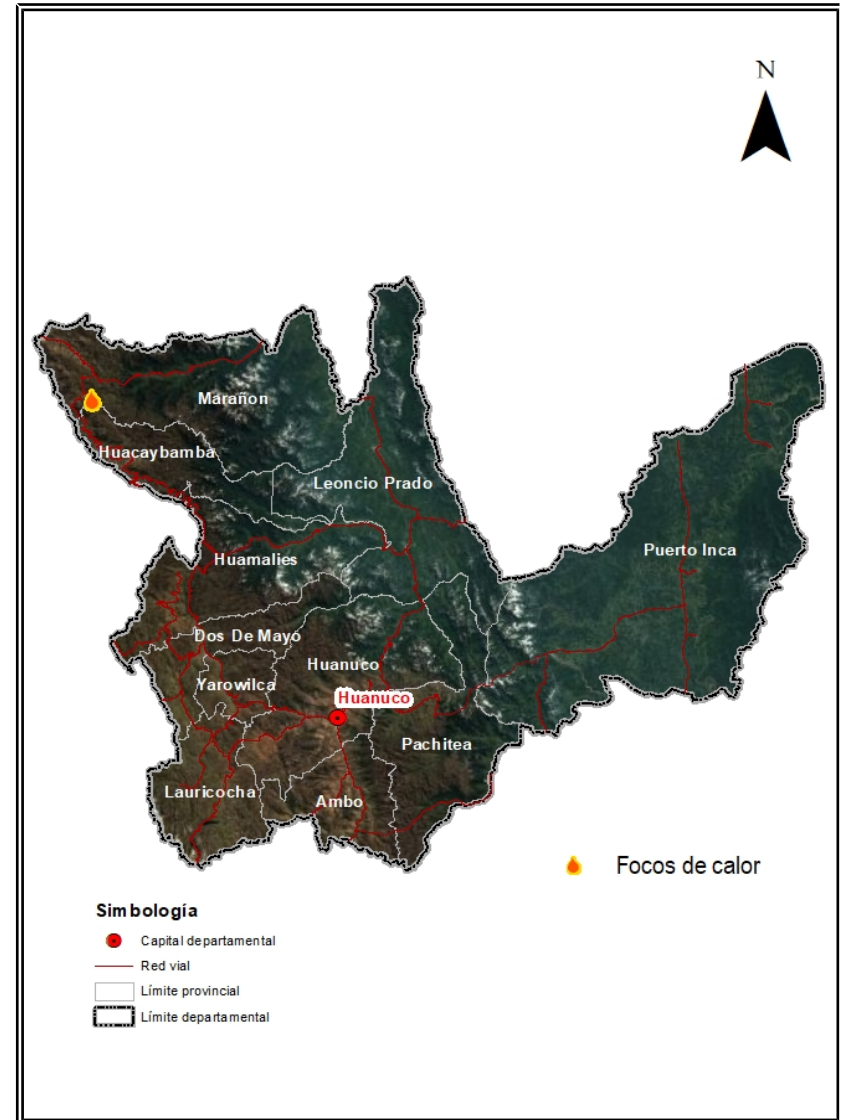 N
Marañon
Huacaybamba
Leoncio Prado
Puerto Inca
Huamalies
Dos De Mayo
Huanuco
Yarowilca
Huanuco
Pachitea
Lauricocha
Ambo
Focos de calor
Simbología
Capital departamental
Red vial
Límite provincial
Límite departamental